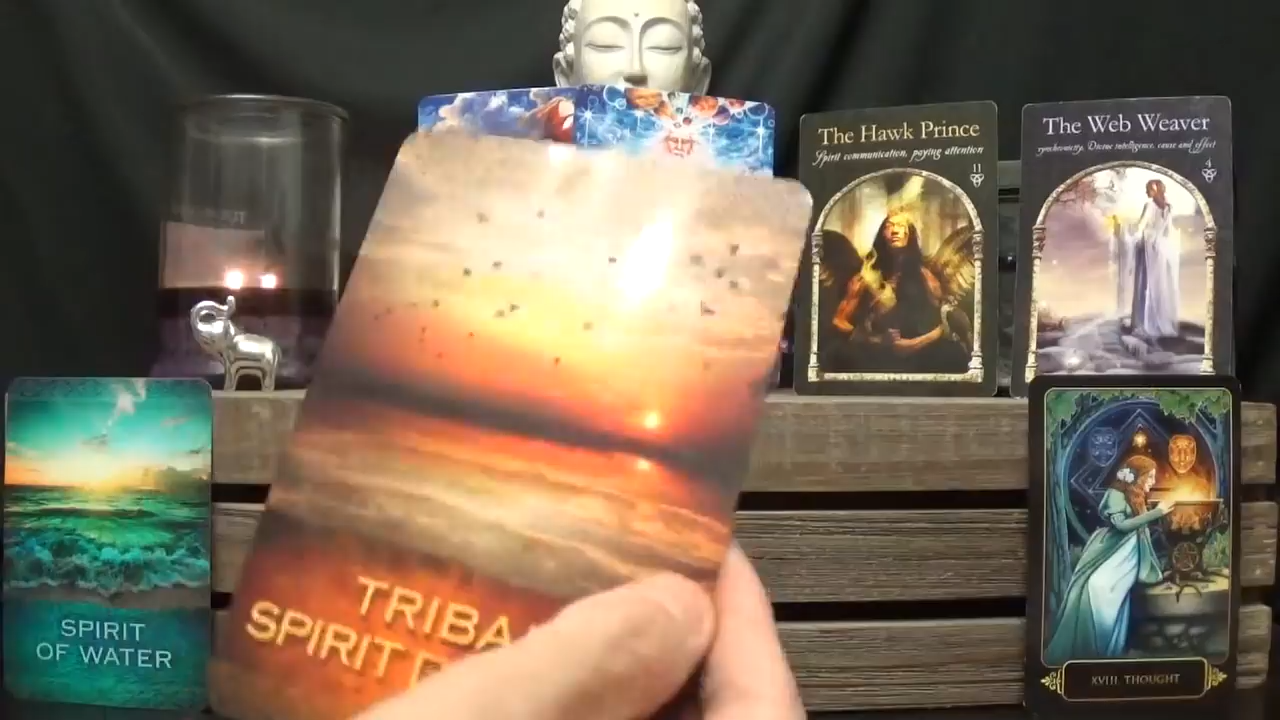 The Hawk Prince
Spirit communication, paying attention
11
The Web Weaver
synchronicity, Divine intelligence, cause and effect
4
TRIBA
SPIRIT
SPIRIT
OF WATER
XVIII THOUGHT